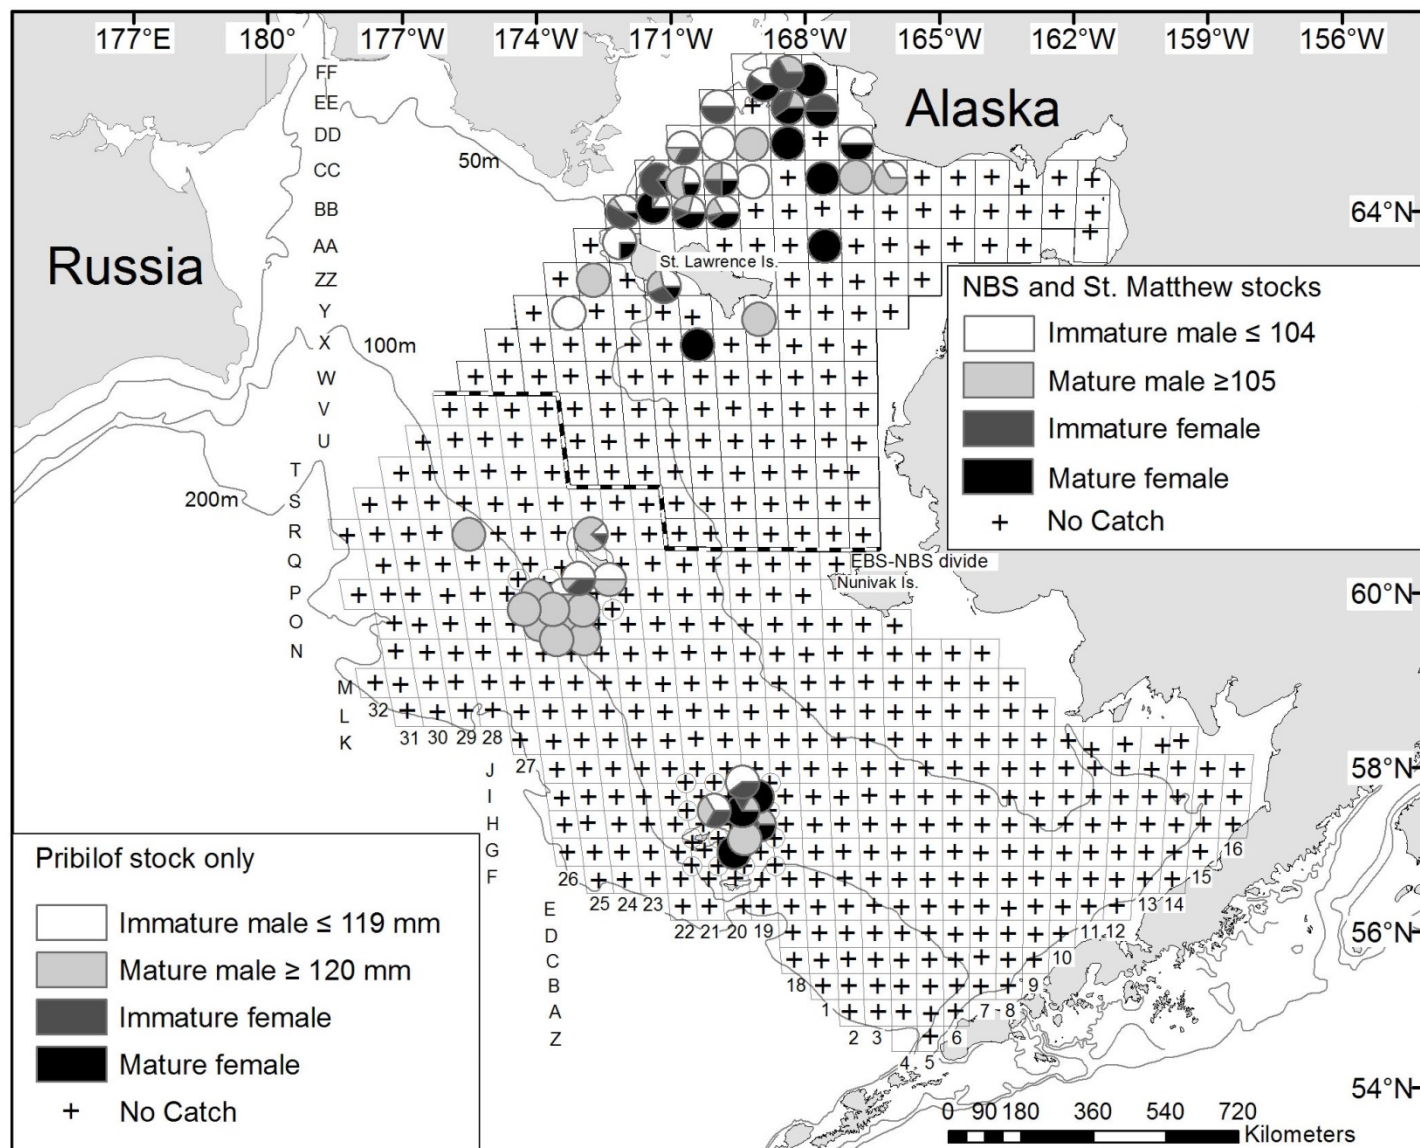 177°E 180° 177°W 174°W 171°W 168°W 165°W 162°W 159°W 156°W
FF
EE
DD
CC
BB
AA
ZZ
Y
X
W
V
U
T
S
R
Q
P
O
N
M
L
K
J
I
H
G
F
E
D
C
B
A
Z
Alaska
Russia
50m
100m
200m
St. Lawrence Is.
64°N
60°N
58°N
56°N
54°N
NBS and St. Matthew stocks
Immature male ≤ 104
Mature male ≥105
Immature female
Mature female
+ No Catch
EBS-NBS divide
Nunivak Is.
32
31 30 29 28
27
26
25 24 23
22 21 20 19
18
1
2 3
4 5
6
7 8
9
10
11 12
13 14
15
16
Pribilof stock only
Immature male ≤ 119 mm
Mature male ≥ 120 mm
Immature female
Mature female
+ No Catch
0 90 180 360 540 720
Kilometers